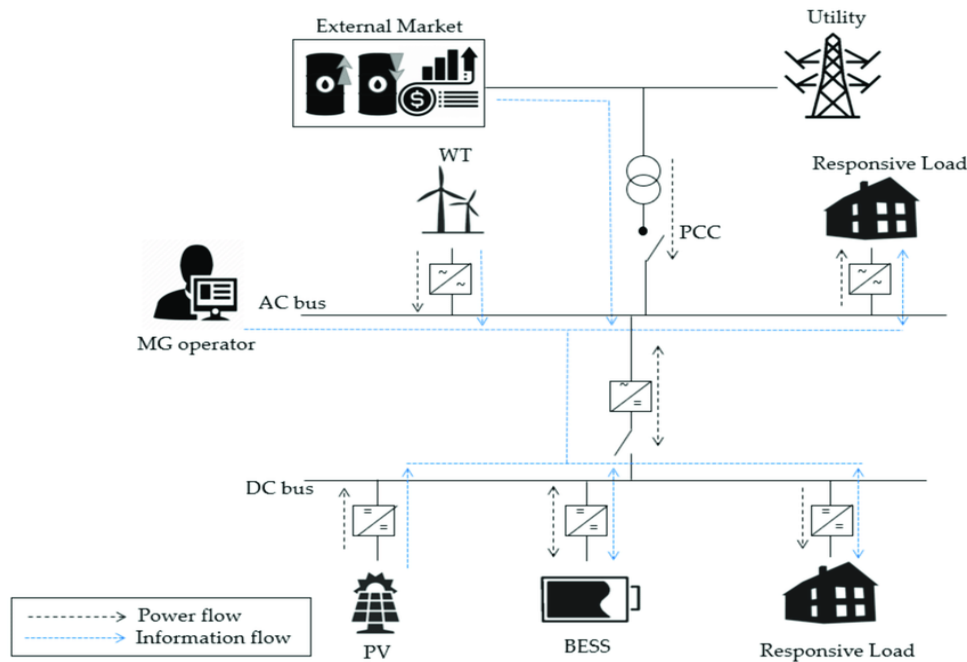 External Market
Utility
WT
Responsive Load
PCC
$
~
~
~
~
AC bus
MG operator
~
=
DC bus
=
=
=
=
=
=
Power flow
Information flow
PV
BESS
Responsive Load